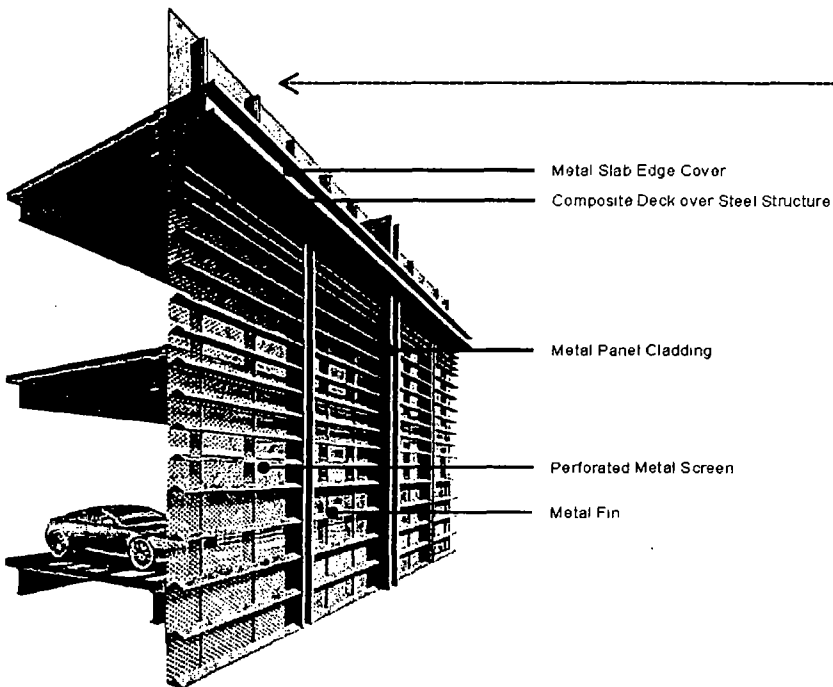 Metal Slab Edge Cover
Composite Deck over Steel Structure
Metal Panel Cladding
Perforated Metal Screen
Metal Fin